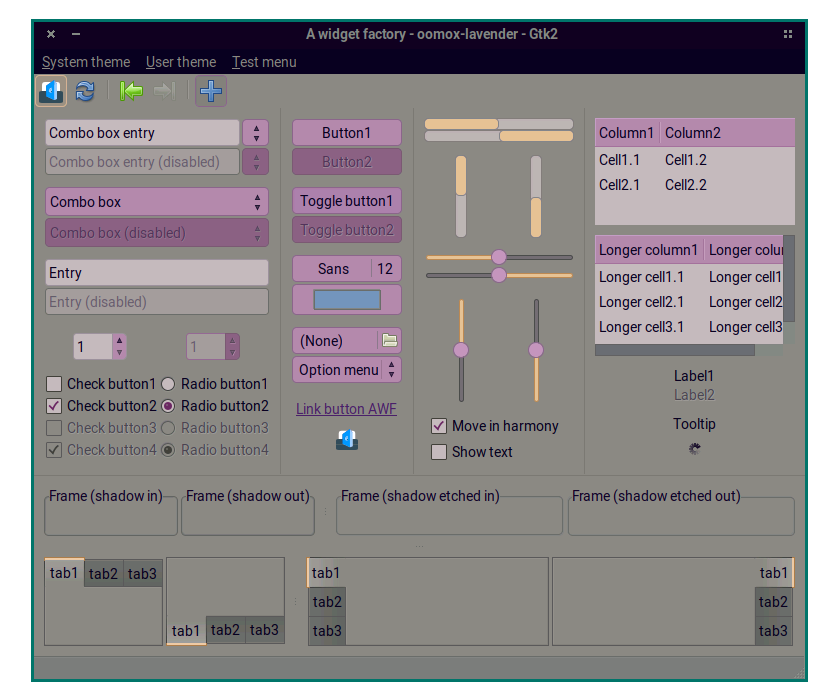 A widget factory - oomox-lavender - Gtk2
System theme User theme Test menu
Combo box entry
Combo box entry (disabled)
Combo box
Combo box (disabled)
Entry
Entry (disabled)
1 1
Check button1 Radio button1
Check button2 Radio button2
Check button3 Radio button3
Check button4 Radio button4
Button1
Button2
Toggle button1
Toggle button2
Sans 12
(None)
Option menu
Link button AWF
Move in harmony
Show text
Column1 Column2
Cell1.1 Cell1.2
Cell2.1 Cell2.2
Longer column1 Longer colu
Longer cell1.1 Longer cell1
Longer cell2.1 Longer cell2
Longer cell3.1 Longer cell3
Label1
Label2
Tooltip
Frame (shadow in) Frame (shadow out) Frame (shadow etched in) Frame (shadow etched out)
tab1 tab2 tab3
tab1 tab2 tab3
tab1
tab2
tab3
tab1
tab2
tab3